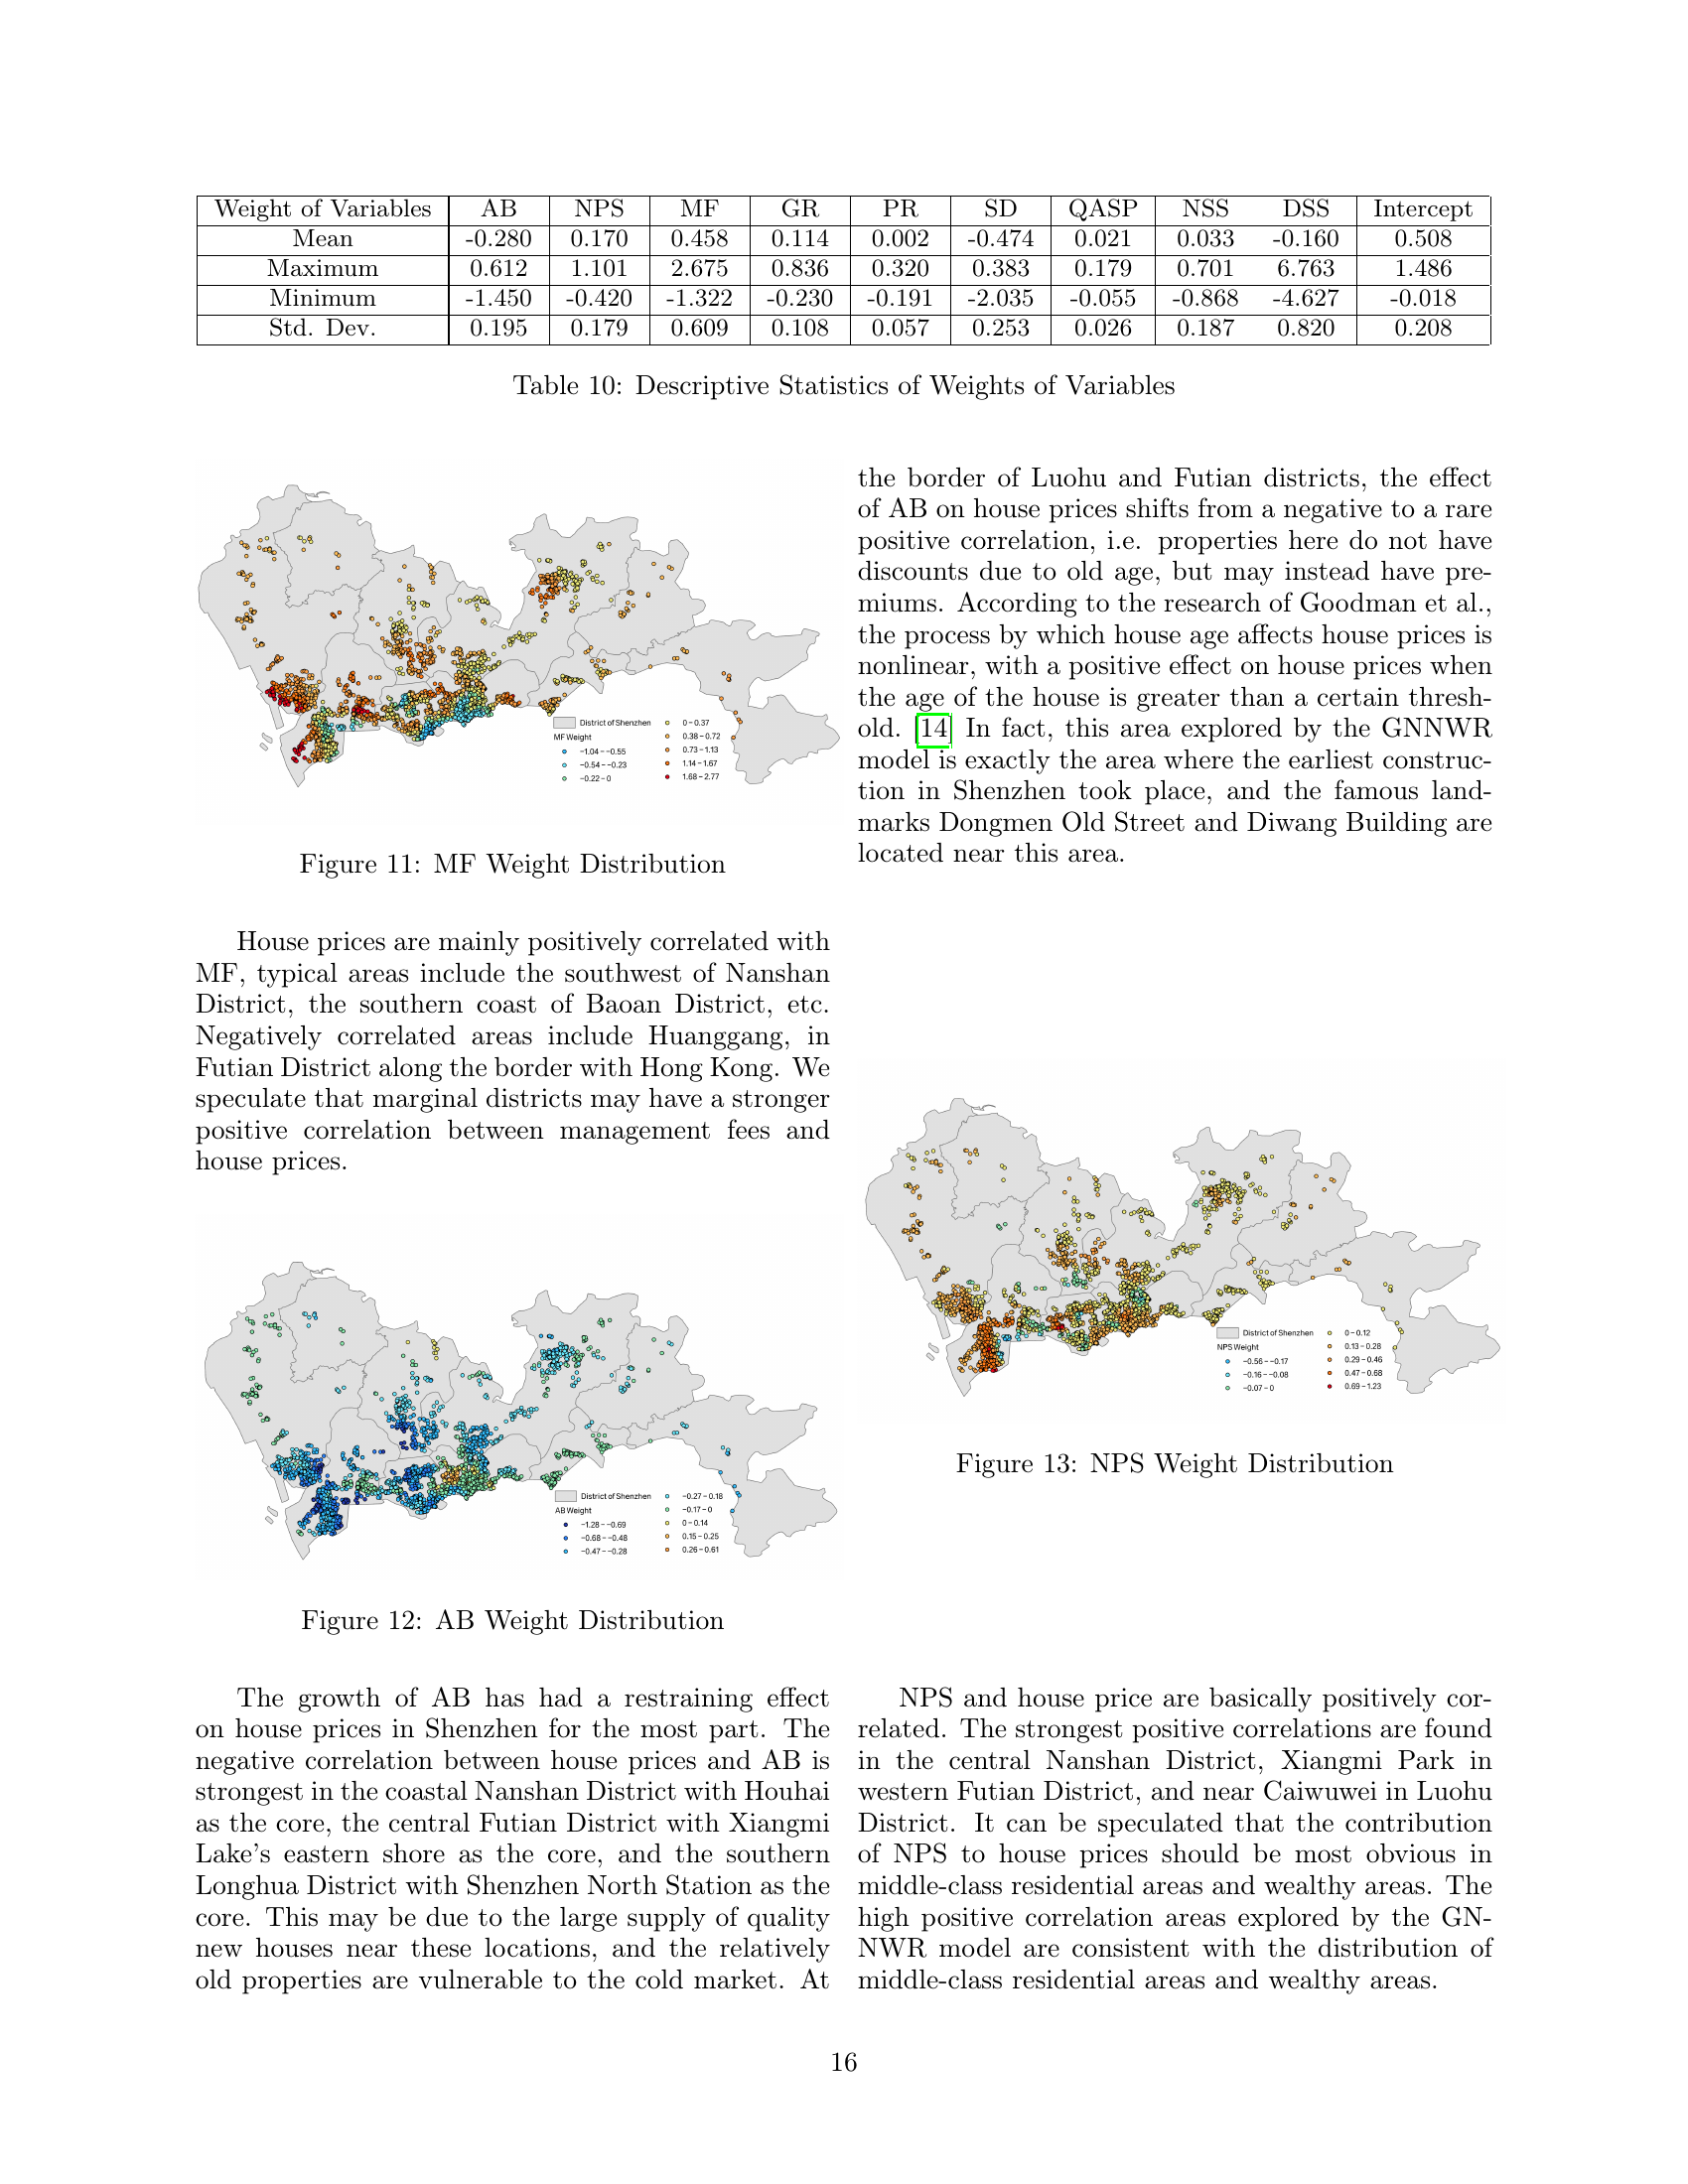 Weight of Variables AB NPS MF GR PR SD QASP NSS DSS Intercept
Mean -0.280 0.170 0.458 0.114 0.002 -0.474 0.021 0.033 -0.160 0.508
Maximum 0.612 1.101 2.675 0.836 0.320 0.383 0.179 0.701 6.763 1.486
Minimum -1.450 -0.420 -1.322 -0.230 -0.191 -2.035 -0.055 -0.868 -4.627 -0.018
Std. Dev. 0.195 0.179 0.609 0.108 0.057 0.253 0.026 0.187 0.820 0.208
Table 10: Descriptive Statistics of Weights of Variables
District of Shenzhen
MF Weight
−1.04 – −0.55
−0.54 – −0.23
−0.22 – 0
0 – 0.37
0.38 – 0.72
0.73 – 1.13
1.14 – 1.67
1.68 – 2.77
Figure 11: MF Weight Distribution
House prices are mainly positively correlated with
MF, typical areas include the southwest of Nanshan
District, the southern coast of Baoan District, etc.
Negatively correlated areas include Huanggang, in
Futian District along the border with Hong Kong. We
speculate that marginal districts may have a stronger
positive correlation between management fees and
house prices.
District of Shenzhen
AB Weight
−1.28 – −0.69
−0.68 – −0.48
−0.47 – −0.28
−0.27 – 0.18
−0.17 – 0
0 – 0.14
0.15 – 0.25
0.26 – 0.61
Figure 12: AB Weight Distribution
The growth of AB has had a restraining effect
on house prices in Shenzhen for the most part. The
negative correlation between house prices and AB is
strongest in the coastal Nanshan District with Houhai
as the core, the central Futian District with Xiangmi
Lake's eastern shore as the core, and the southern
Longhua District with Shenzhen North Station as the
core. This may be due to the large supply of quality
new houses near these locations, and the relatively
old properties are vulnerable to the cold market. At
the border of Luohu and Futian districts, the effect
of AB on house prices shifts from a negative to a rare
positive correlation, i.e. properties here do not have
discounts due to old age, but may instead have pre-
miums. According to the research of Goodman et al.,
the process by which house age affects house prices is
nonlinear, with a positive effect on house prices when
the age of the house is greater than a certain thresh-
old. [14] In fact, this area explored by the GNNWR
model is exactly the area where the earliest construc-
tion in Shenzhen took place, and the famous land-
marks Dongmen Old Street and Diwang Building are
located near this area.
District of Shenzhen
NPS Weight
−0.56 – −0.17
−0.16 – −0.08
−0.07 – 0
0 – 0.12
0.13 – 0.28
0.29 – 0.46
0.47 – 0.68
0.69 – 1.23
Figure 13: NPS Weight Distribution
NPS and house price are basically positively cor-
related. The strongest positive correlations are found
in the central Nanshan District, Xiangmi Park in
western Futian District, and near Caiwuwei in Luohu
District. It can be speculated that the contribution
of NPS to house prices should be most obvious in
middle-class residential areas and wealthy areas. The
high positive correlation areas explored by the GN-
NWR model are consistent with the distribution of
middle-class residential areas and wealthy areas.
16